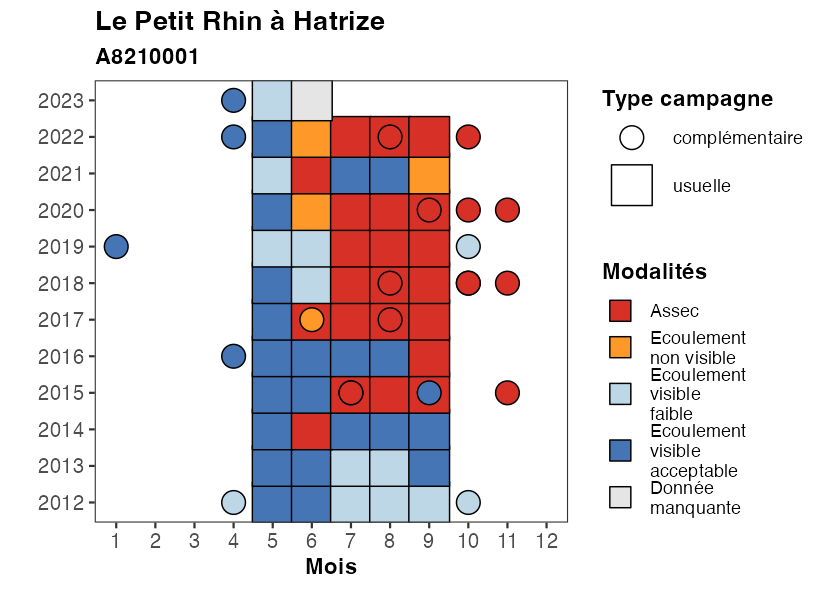 Le Petit Rhin à Hatrize
A8210001
2023
2022
2021
2020
2019
2018
2017
2016
2015
2014
2013
2012
1 2 3 4 5 6 7 8 9 10 11 12
Mois
Type campagne
complémentaire
usuelle
Modalités
Assec
Ecoulement
non visible
Ecoulement
visible
faible
Ecoulement
visible
acceptable
Donnée
manquante